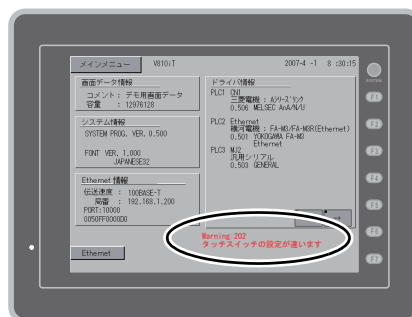 メインメニュー V810iT 2007-4 -1 8 :30:15
画面データ情報
コメント: デモ用画面データ
容量 : 12976128
システム情報
SYSTEM PROG. VER. 0.500
FONT VER. 1.000
JAPANESE32
Ethernet 情報
伝送速度 : 100BASE-T
局番 : 192.168.1.200
PORT:10000
0050FF0000D0
Ethernet
ドライバ情報
PLC1 CN1
三菱電機 : Aシリーズリンク
0.506 MELSEC AnA/N/U
PLC2 Ethernet
横河電機 : FA-M3/FA-M3R(Ethernet)
0.501 YOKOGAWA FA-M3
Ethernet
PLC3 MJ2
汎用シリアル
0.503 GENERAL
→
Warning 202
タッチスイッチの設定が違います
SYSTEM
F1
F2
F3
F4
F5
F6
F7